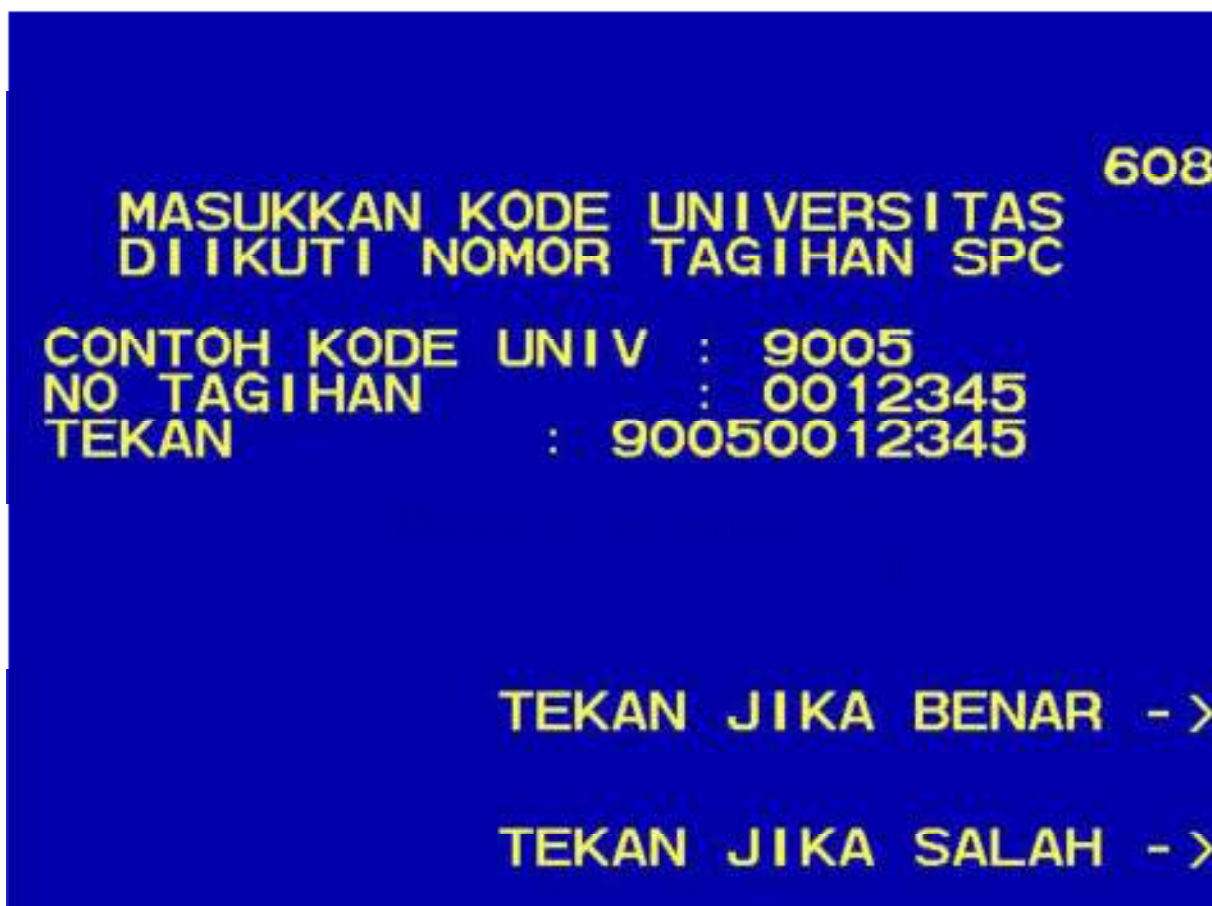 608
MASUKKAN KODE UNIVERSITAS
DIIKUTI NOMOR TAGIHAN SPC
CONTOH KODE UNIV : 9005
NO TAGIHAN : 0012345
TEKAN : 90050012345
TEKAN JIKA BENAR ->
TEKAN JIKA SALAH ->